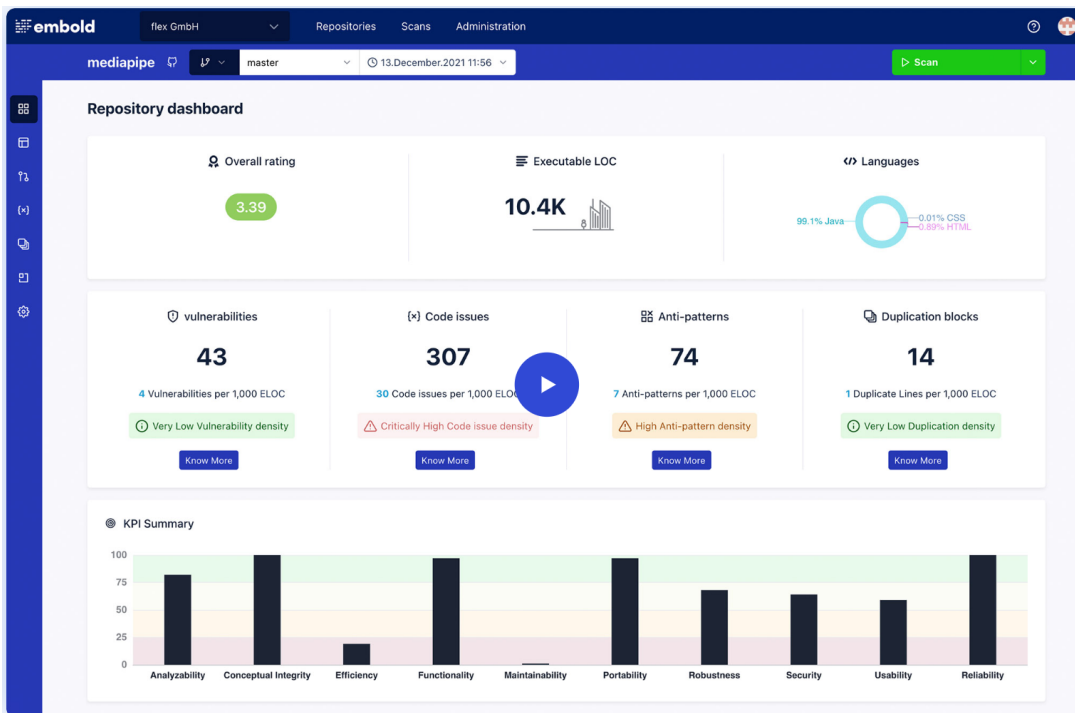 embold flex GmbH Repositories Scans Administration
mediapipe master 13.December.2021 11:56 Scan
Repository dashboard
Overall rating Executable LOC Languages
3.39 10.4K 99.1% Java 0.01% CSS
0.89% HTML
vulnerabilities Code issues Anti-patterns Duplication blocks
43 307 74 14
4 Vulnerabilities per 1,000 ELOC 30 Code issues per 1,000 ELOC 7 Anti-patterns per 1,000 ELOC 1 Duplicate Lines per 1,000 ELOC
Very Low Vulnerability density Critically High Code issue density High Anti-pattern density Very Low Duplication density
Know More Know More Know More Know More
KPI Summary
100
75
50
25
0
Analyzability Conceptual Integrity Efficiency Functionality Maintainability Portability Robustness Security Usability Reliability